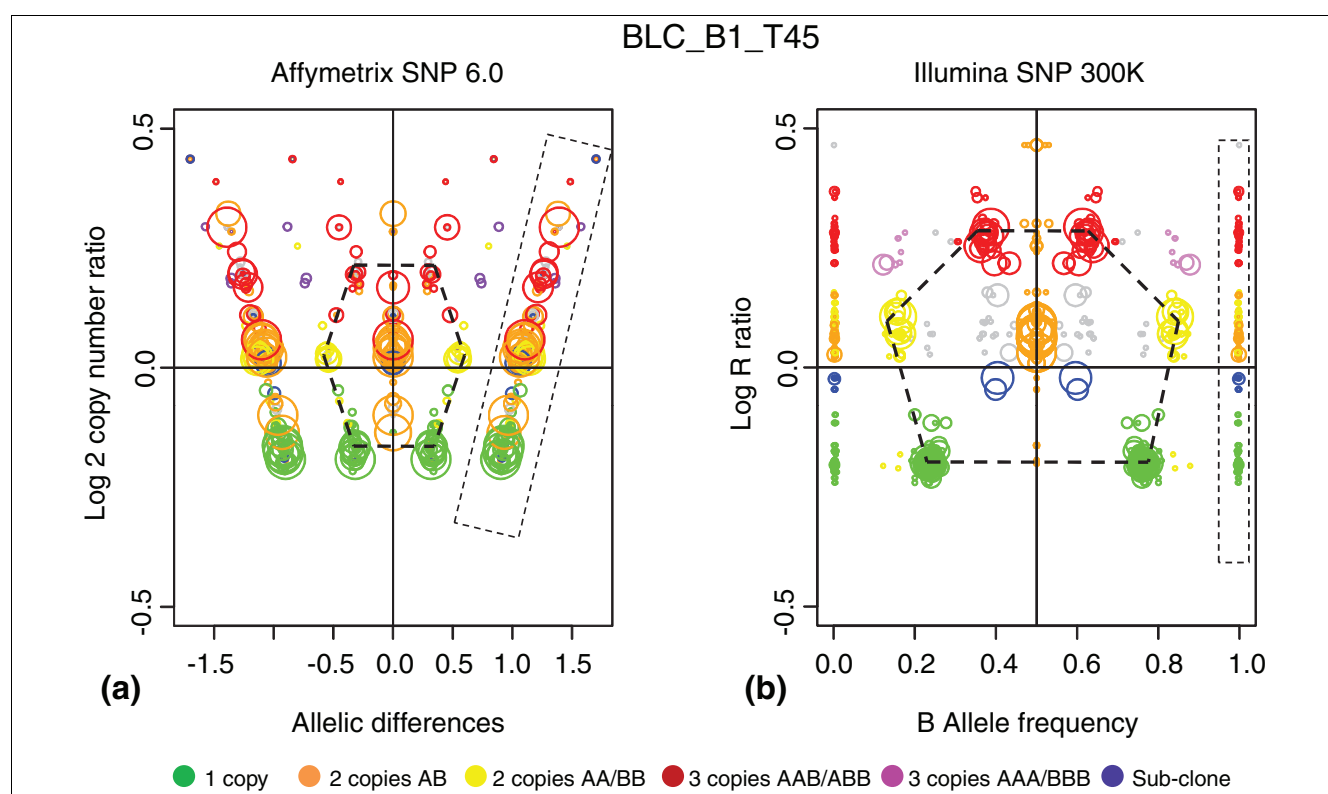 BLC_B1_T45
Affymetrix SNP 6.0
Illumina SNP 300K
Log 2 copy number ratio
0.5
0.0
-0.5
-1.5
-0.5
0.0
0.5
1.0
1.5
(a)
Allelic differences
Log R ratio
0.5
0.0
-0.5
0.0
0.2
0.4
0.6
0.8
1.0
(b)
B Allele frequency
1 copy
2 copies AB
2 copies AA/BB
3 copies AAB/ABB
3 copies AAA/BBB
Sub-clone